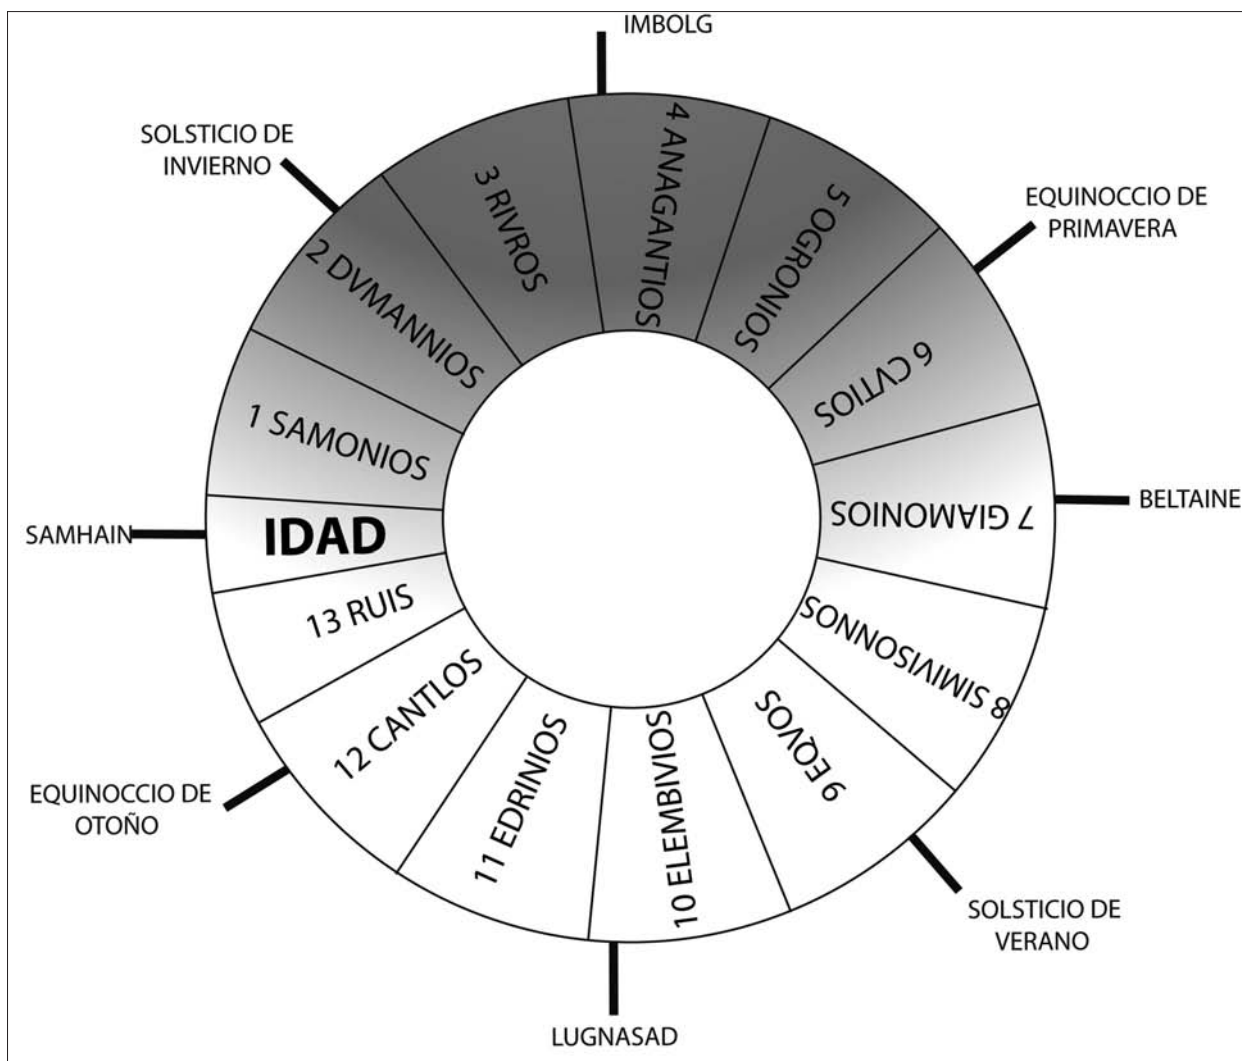 IMBOLG
SOLSTICIO DE
INVIERNO
EQUINOCCIO DE
PRIMAVERA
BELTAINE
SOLSTICIO DE
VERANO
LUGNASAD
EQUINOCCIO DE
OTOÑO
SAMHAIN
IDAD
1 SAMONIOS
2 DVMANNIOS
3 RIVROS
4 ANAGANTIOS
5 OGRONIOS
6 CVTIOS
7 GIAMONIOS
8 SIMIVISONNOS
9 EQVOS
10 ELEMBIVIOS
11 EDRINIOS
12 CANTLOS
13 RUIS